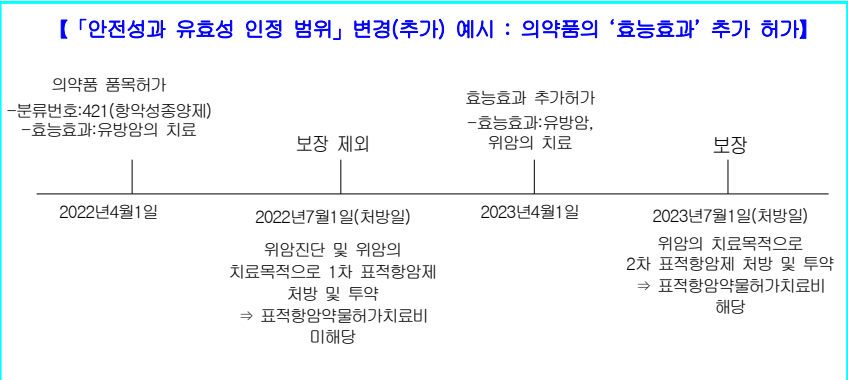 【「안전성과 유효성 인정 범위」 변경(추가) 예시 : 의약품의 ‘효능효과’ 추가 허가】
의약품 품목허가
-분류번호:421(항악성종양제)
-효능효과:유방암의 치료
보장 제외
효능효과 추가허가
-효능효과:유방암,
위암의 치료
보장
2022년4월1일
2022년7월1일(처방일)
위암진단 및 위암의
치료목적으로 1차 표적항암제
처방 및 투약
⇒ 표적항암약물허가치료비
미해당
2023년4월1일
2023년7월1일(처방일)
위암의 치료목적으로
2차 표적항암제 처방 및 투약
⇒ 표적항암약물허가치료비
해당